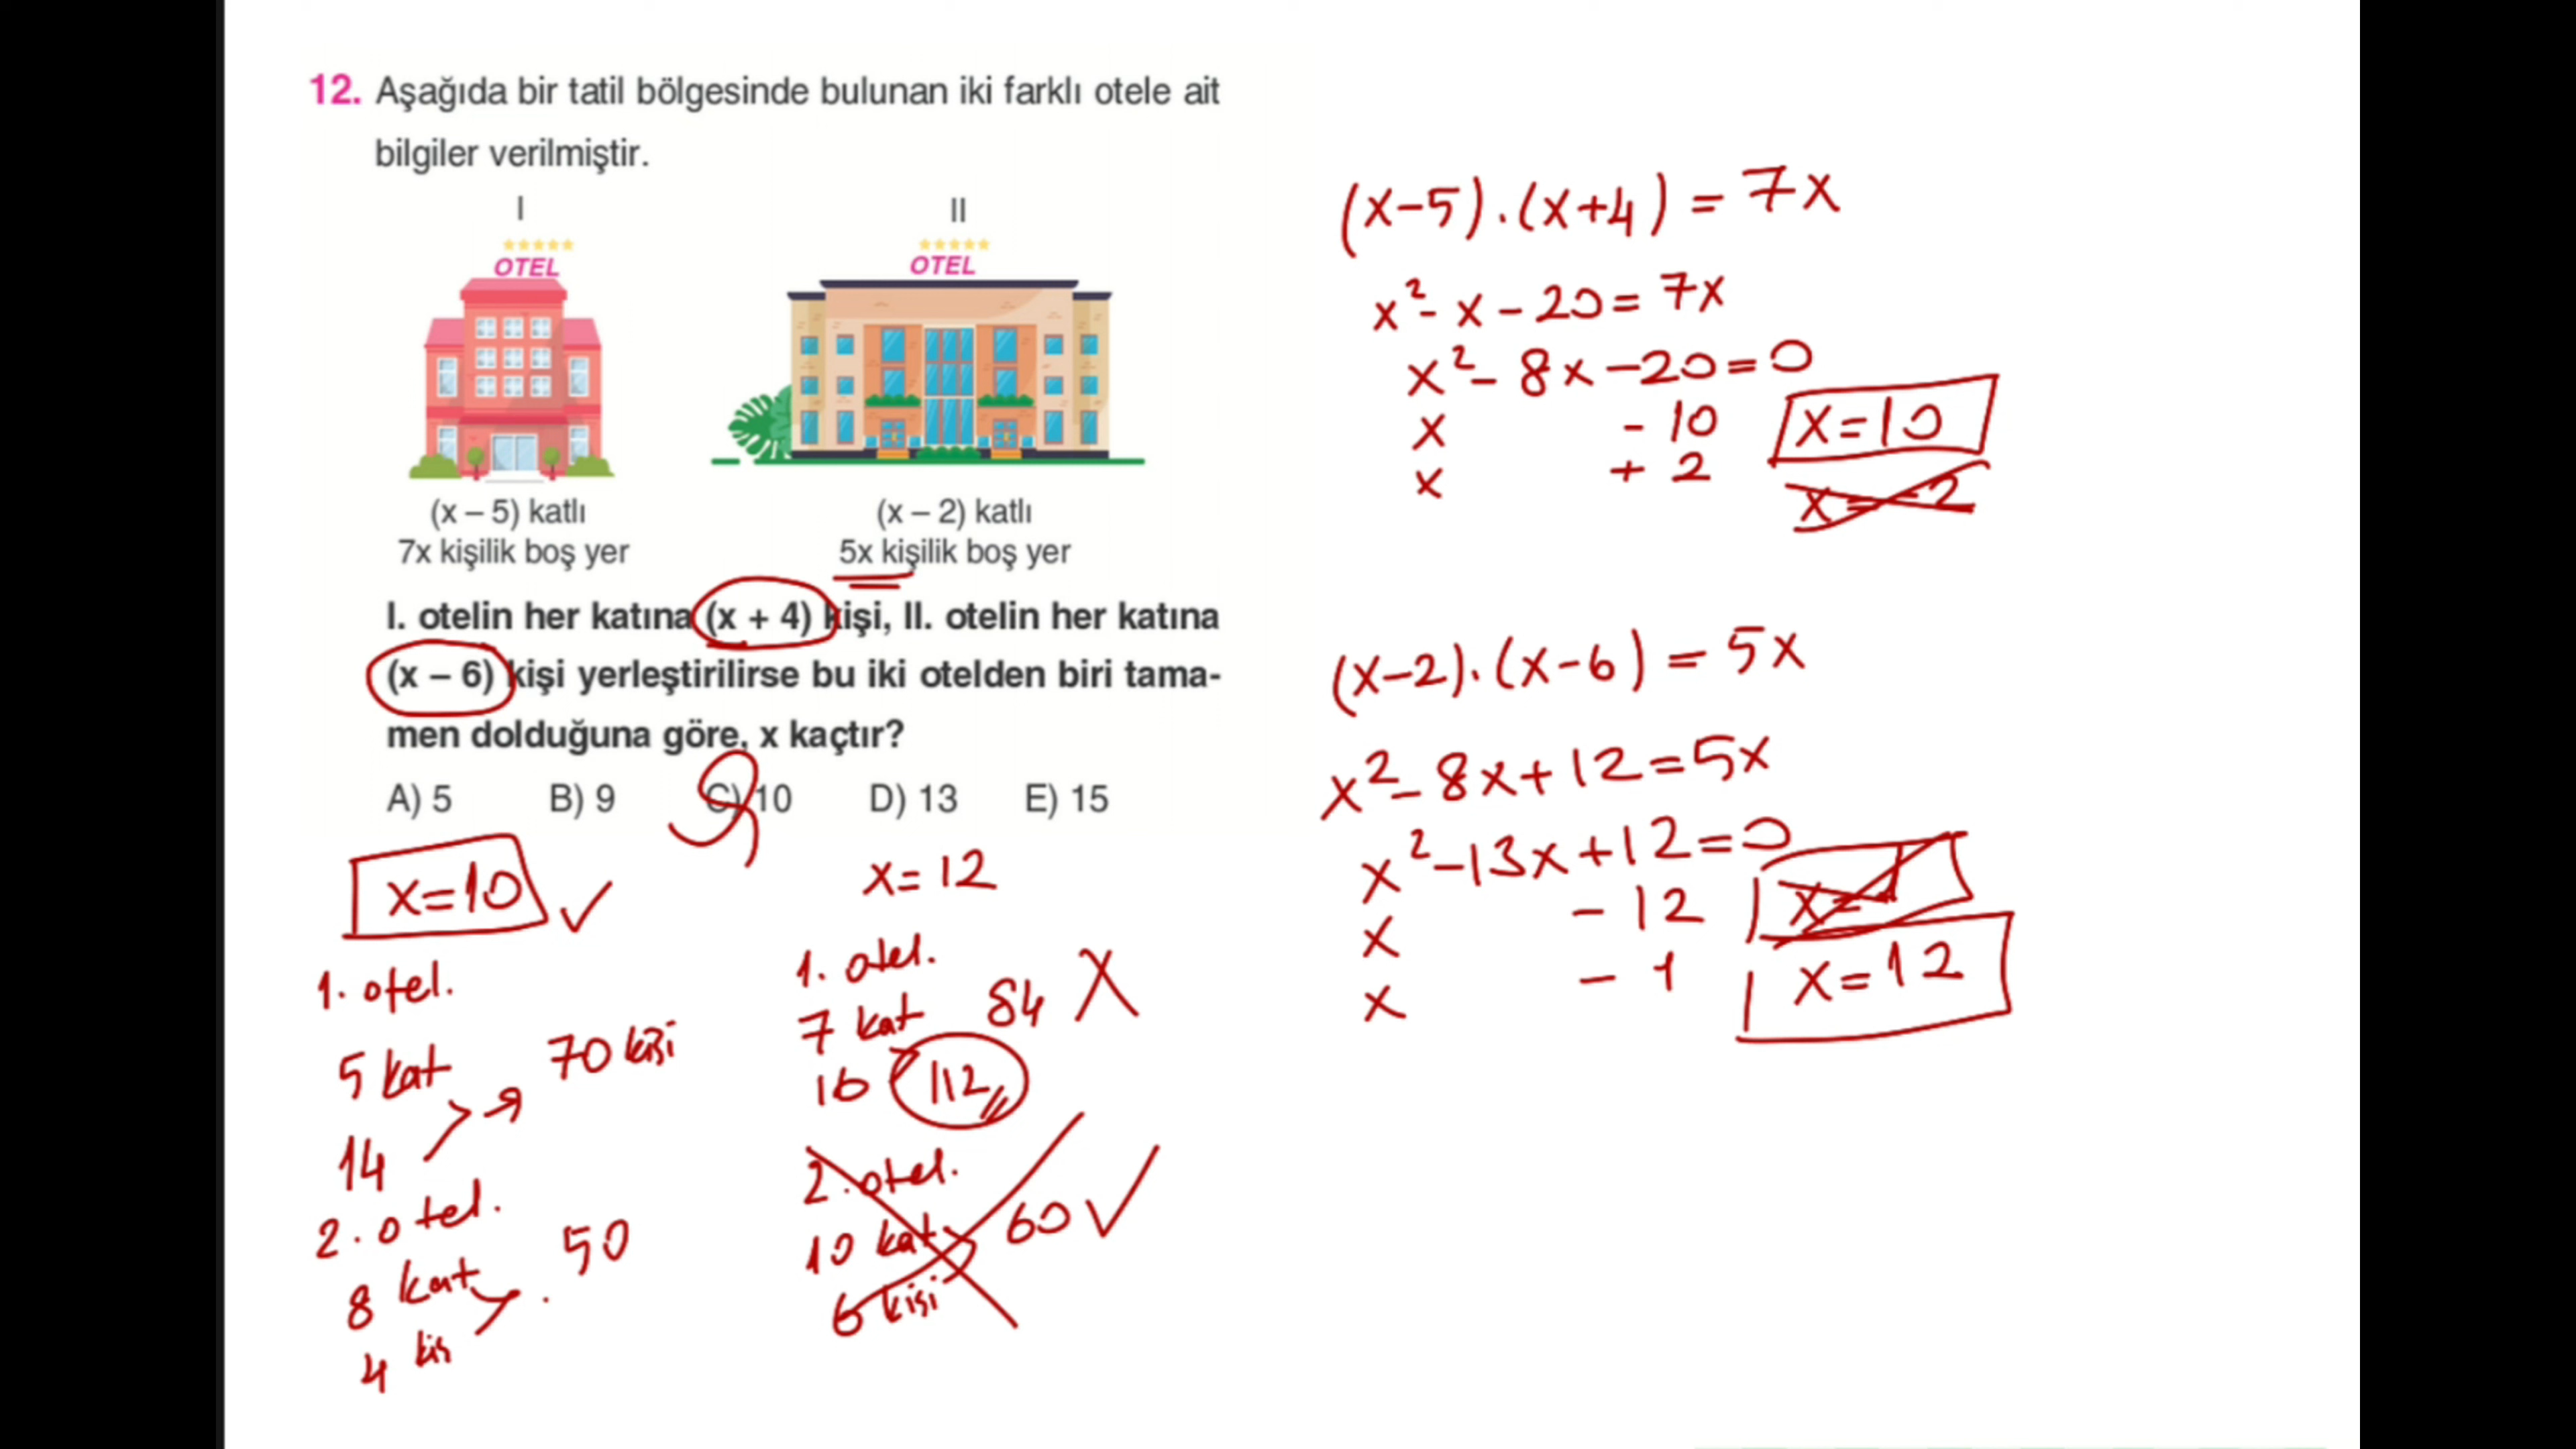 12. Aşağıda bir tatil bölgesinde bulunan iki farklı otele ait
bilgiler verilmiştir.
I
II
OTEL
OTEL
(x – 5) katlı
(x – 2) katlı
7x kişilik boş yer
5x kişilik boş yer
I. otelin her katına (x + 4) kişi, II. otelin her katına
(x – 6) kişi yerleştirilirse bu iki otelden biri tama-
men dolduğuna göre, x kaçtır?
A) 5 B) 9 C) 10 D) 13 E) 15
x=10 ✓
1. otel.
5 kat
70 kişi
14
2. otel.
8 kat
50
4 kis
x=12
1. otel.
7 kat
84 X
16
112
2. otel.
10 kat
60 ✓
6 kişi
(x-5).(x+4) = 7x
x²-x-20=7x
x²-8x-20=0
x -10
x=10
x +2
x=-2
(x-2).(x-6) = 5x
x²-8x+12=5x
x²-13x+12=0
x -12
x=1
x -1
x=12